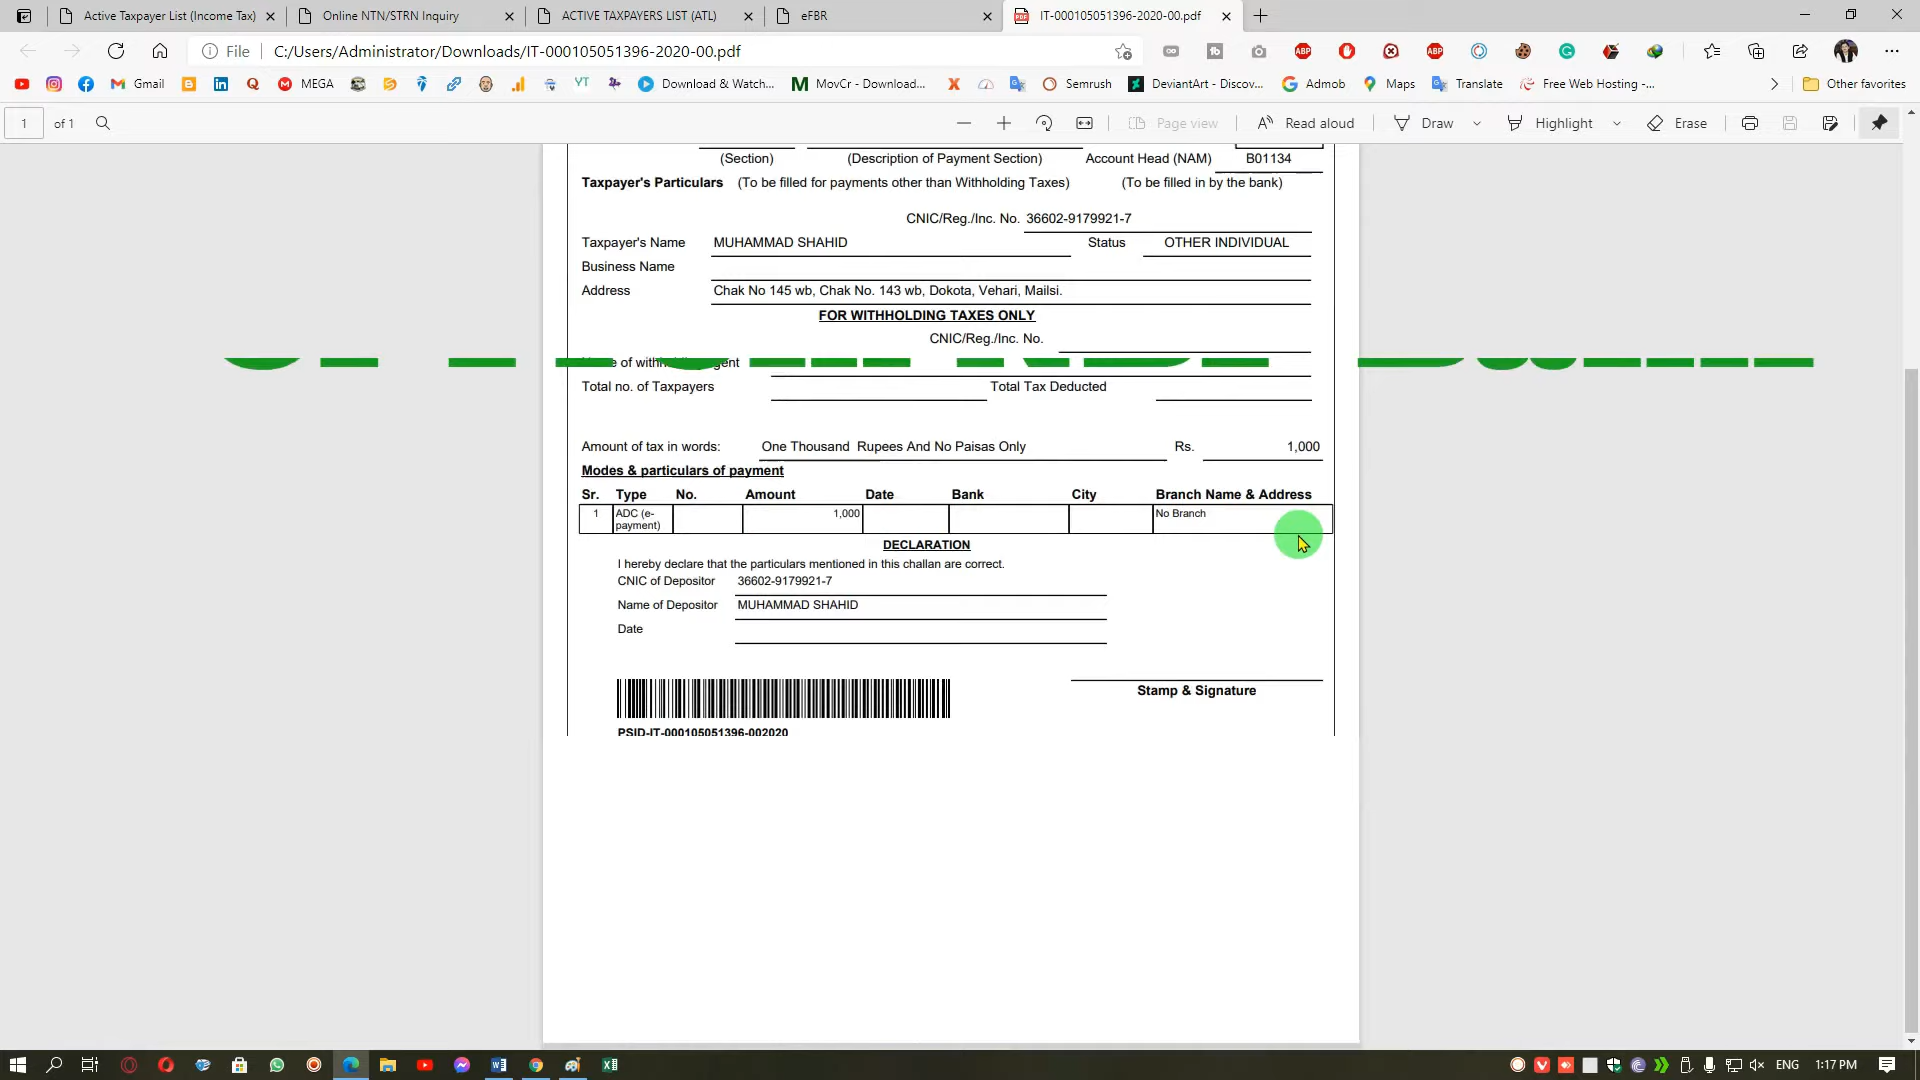 Active Taxpayer List (Income Tax)
Online NTN/STRN Inquiry
ACTIVE TAXPAYERS LIST (ATL)
eFBR
IT-000105051396-2020-00.pdf
File
C:/Users/Administrator/Downloads/IT-000105051396-2020-00.pdf
Gmail
MEGA
YT
Download & Watch...
MovCr - Download...
Semrush
DeviantArt - Discov...
Admob
Maps
Translate
Free Web Hosting -...
Other favorites
1 of 1
Page view
Read aloud
Draw
Highlight
Erase
(Section) (Description of Payment Section) Account Head (NAM) B01134
Taxpayer's Particulars (To be filled for payments other than Withholding Taxes) (To be filled in by the bank)
CNIC/Reg./Inc. No. 36602-9179921-7
Taxpayer's Name MUHAMMAD SHAHID Status OTHER INDIVIDUAL
Business Name
Address Chak No 145 wb, Chak No. 143 wb, Dokota, Vehari, Mailsi.
FOR WITHHOLDING TAXES ONLY
CNIC/Reg./Inc. No.
Total no. of Taxpayers Total Tax Deducted
Amount of tax in words: One Thousand Rupees And No Paisas Only Rs. 1,000
Modes & particulars of payment
Sr. Type No. Amount Date Bank City Branch Name & Address
1 ADC (e- 1,000 No Branch
payment)
DECLARATION
I hereby declare that the particulars mentioned in this challan are correct.
CNIC of Depositor 36602-9179921-7
Name of Depositor MUHAMMAD SHAHID
Date
Stamp & Signature
PSID-IT-000105051396-002020
ENG
1:17 PM